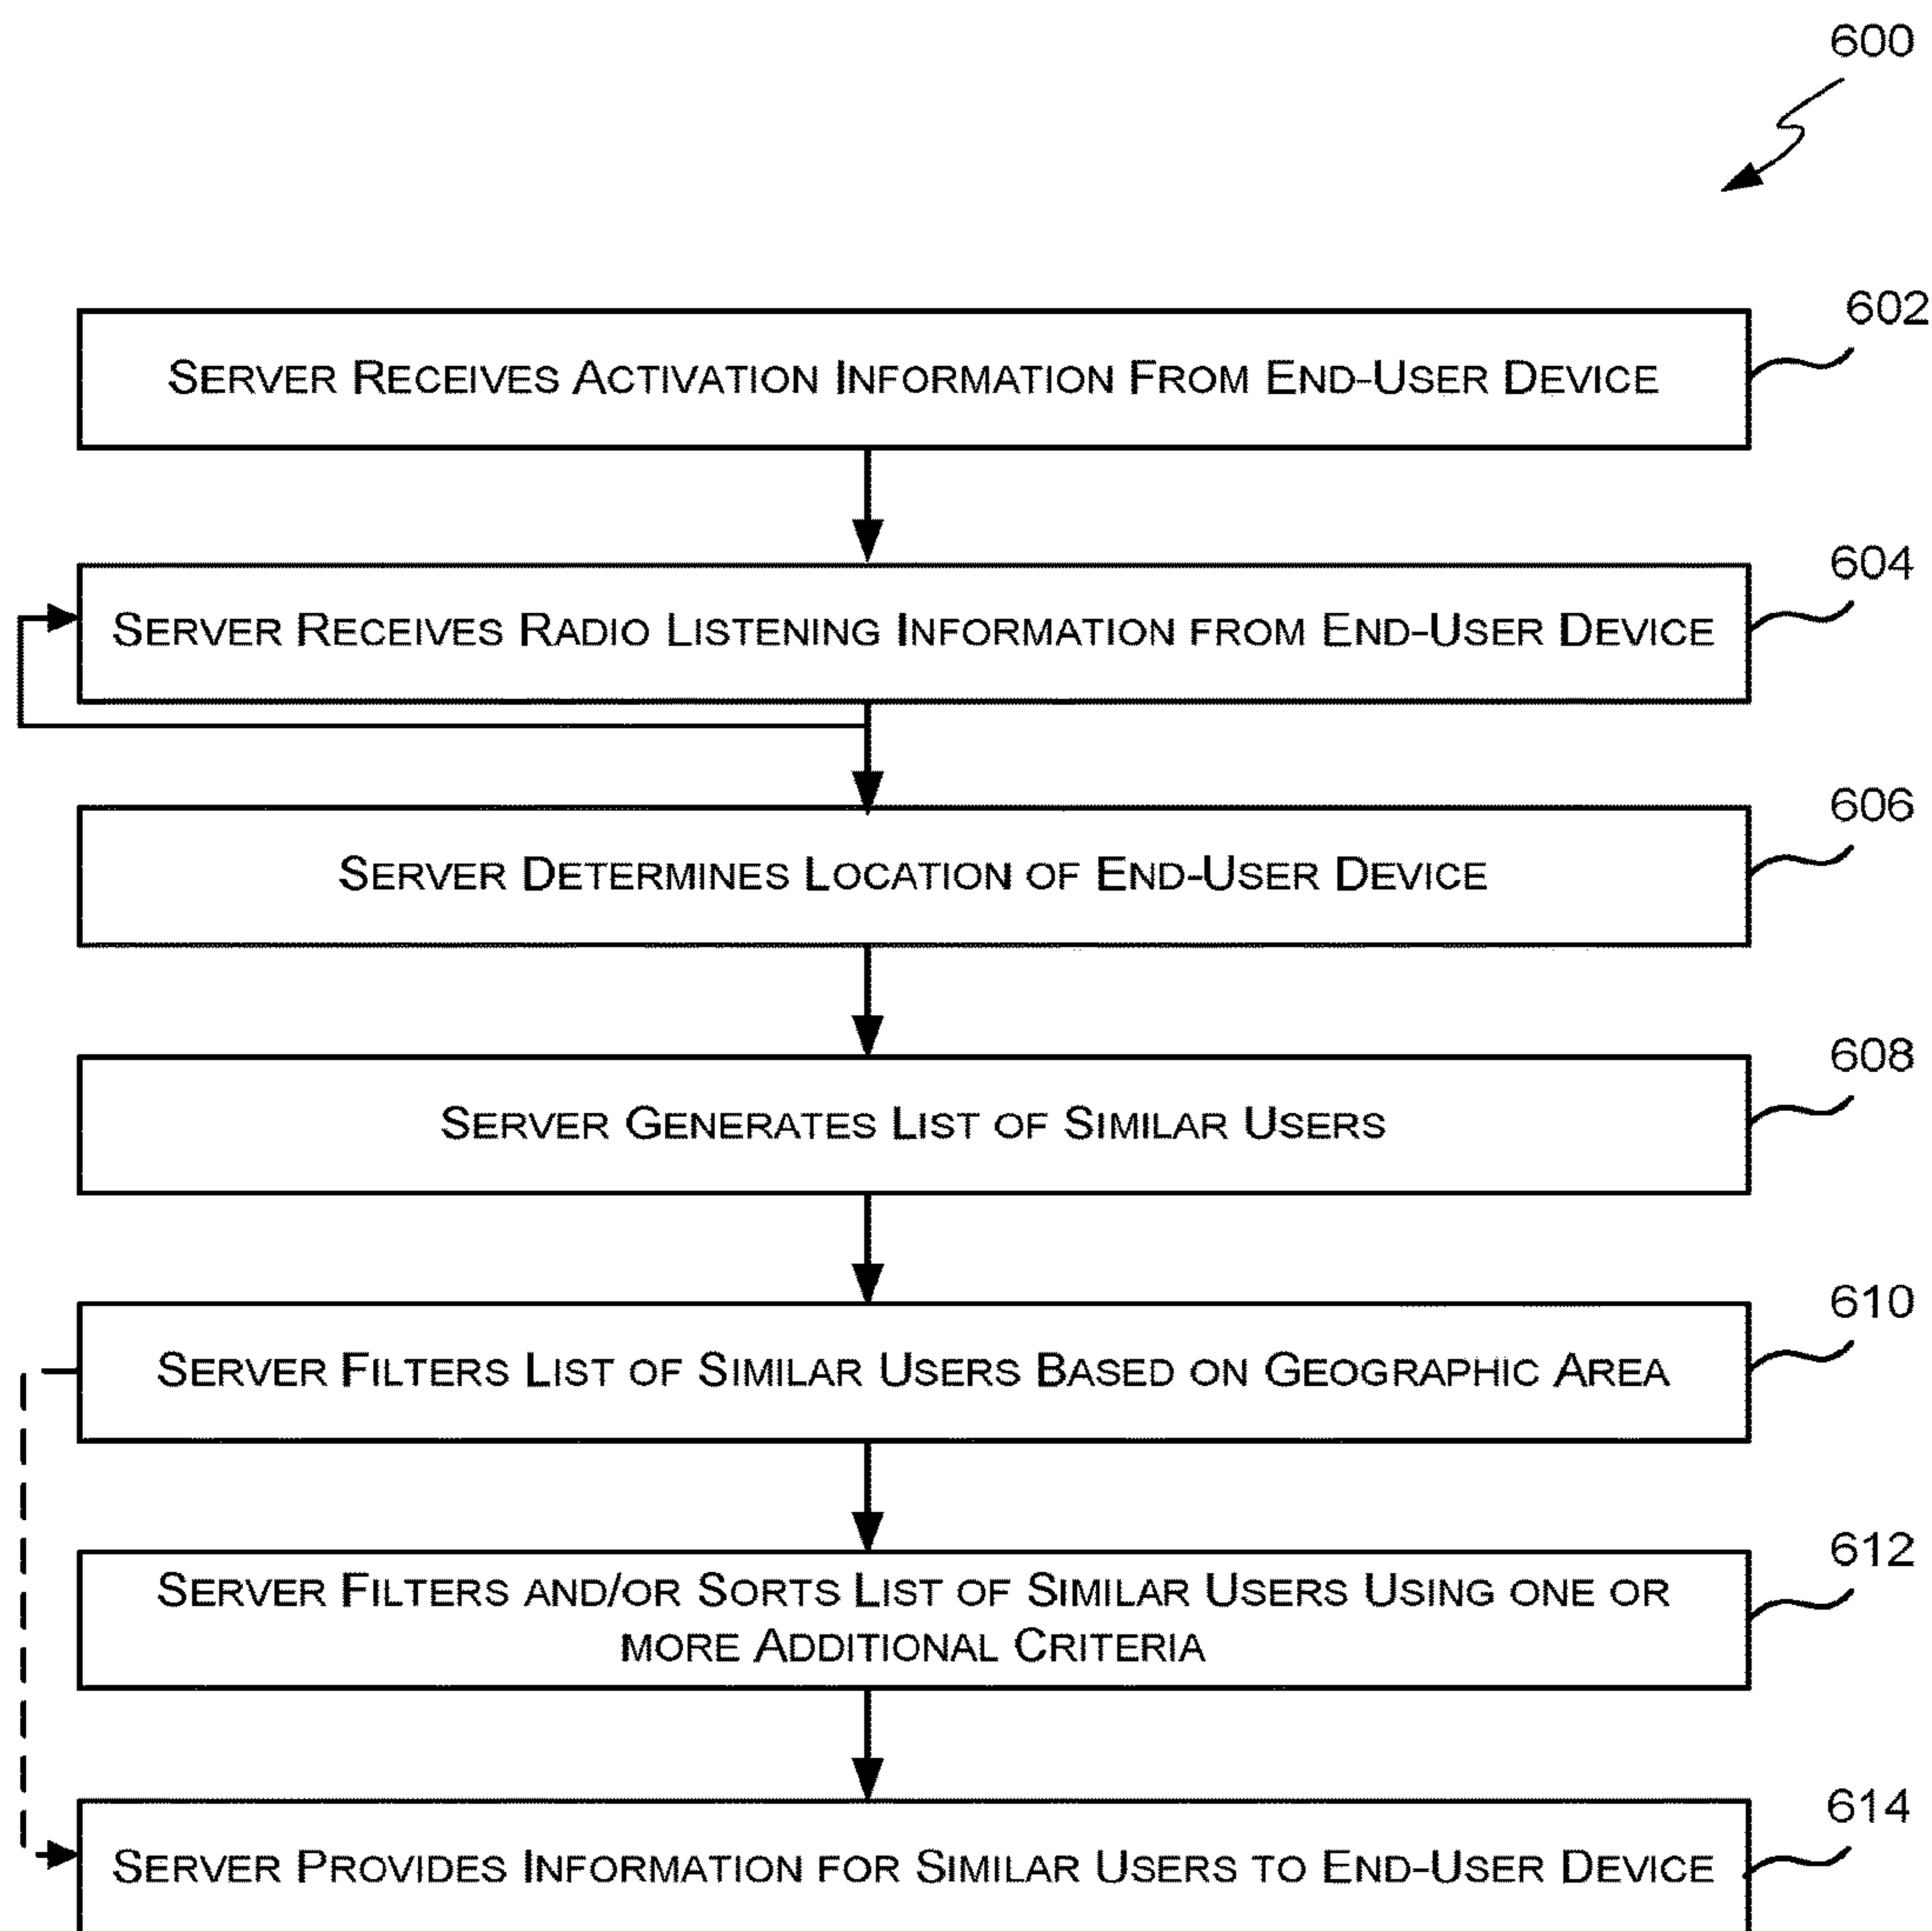 600
602
SERVER RECEIVES ACTIVATION INFORMATION FROM END-USER DEVICE
604
SERVER RECEIVES RADIO LISTENING INFORMATION FROM END-USER DEVICE
606
SERVER DETERMINES LOCATION OF END-USER DEVICE
608
SERVER GENERATES LIST OF SIMILAR USERS
610
SERVER FILTERS LIST OF SIMILAR USERS BASED ON GEOGRAPHIC AREA
612
SERVER FILTERS AND/OR SORTS LIST OF SIMILAR USERS USING ONE OR
MORE ADDITIONAL CRITERIA
614
SERVER PROVIDES INFORMATION FOR SIMILAR USERS TO END-USER DEVICE